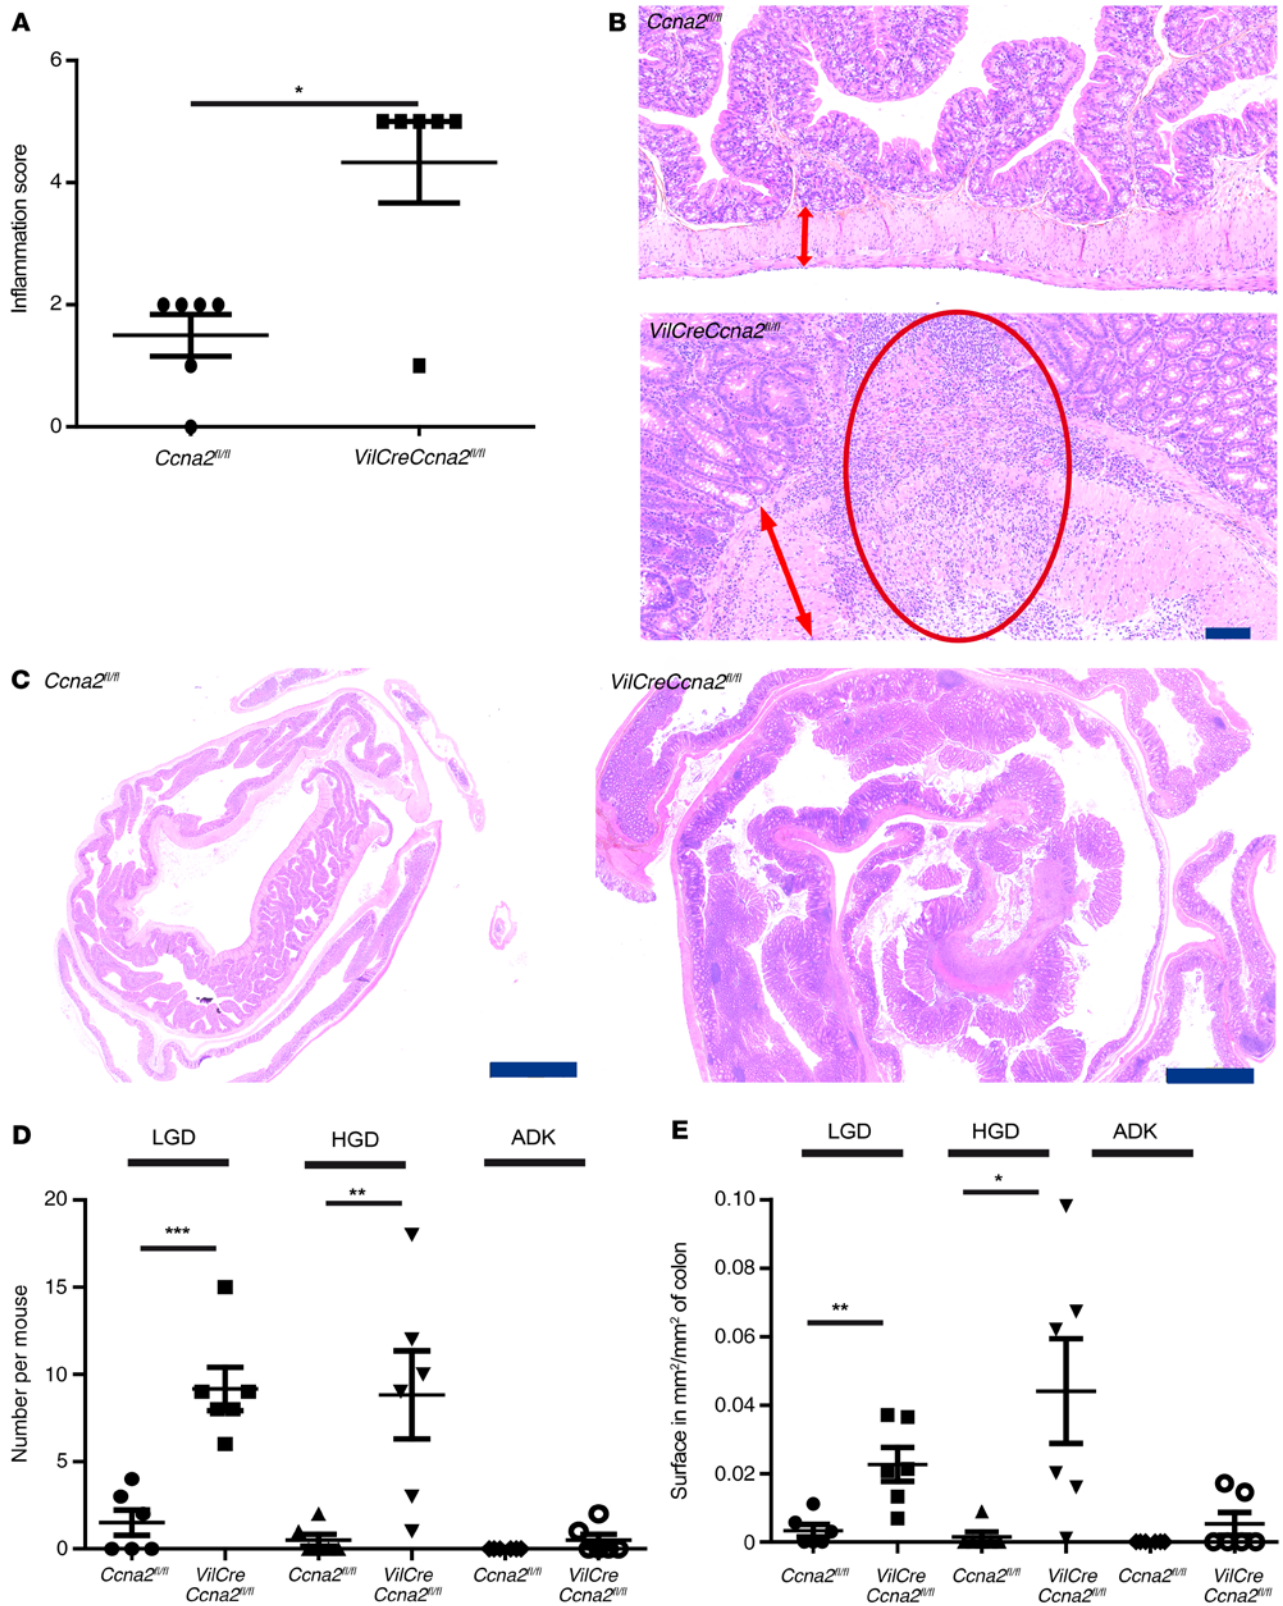 A
6
4
2
0
Inflammation score
*
Ccna2fl/fl
VilCreCcna2fl/fl
B
Ccna2fl/fl
VilCreCcna2fl/fl
C
Ccna2fl/fl
VilCreCcna2fl/fl
D
LGD
HGD
ADK
20
15
10
5
0
Number per mouse
***
**
Ccna2fl/fl
VilCre
Ccna2fl/fl
Ccna2fl/fl
VilCre
Ccna2fl/fl
Ccna2fl/fl
VilCre
Ccna2fl/fl
E
LGD
HGD
ADK
0.10
0.08
0.06
0.04
0.02
0
Surface in mm²/mm² of colon
**
*
Ccna2fl/fl
VilCre
Ccna2fl/fl
Ccna2fl/fl
VilCre
Ccna2fl/fl
Ccna2fl/fl
VilCre
Ccna2fl/fl